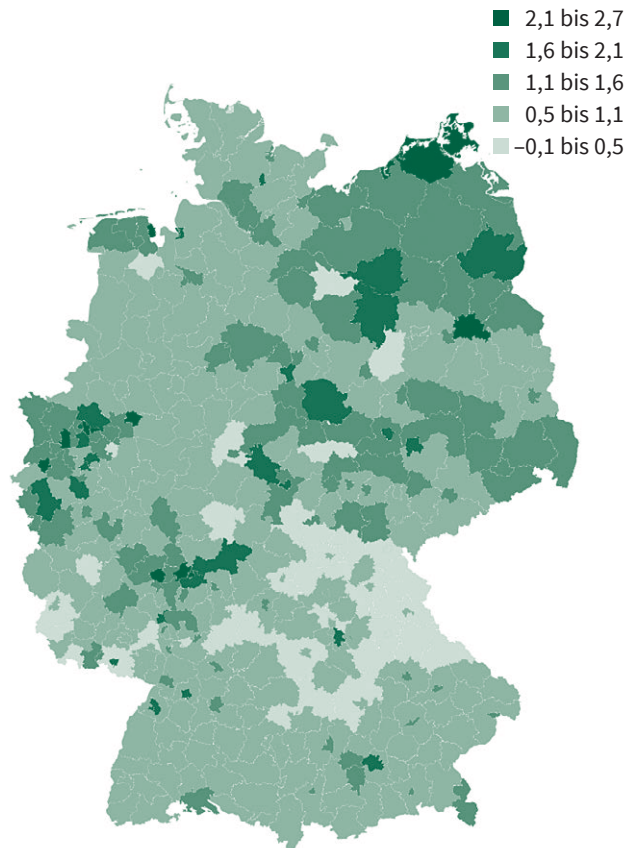 2,1 bis 2,7
1,6 bis 2,1
1,1 bis 1,6
0,5 bis 1,1
–0,1 bis 0,5